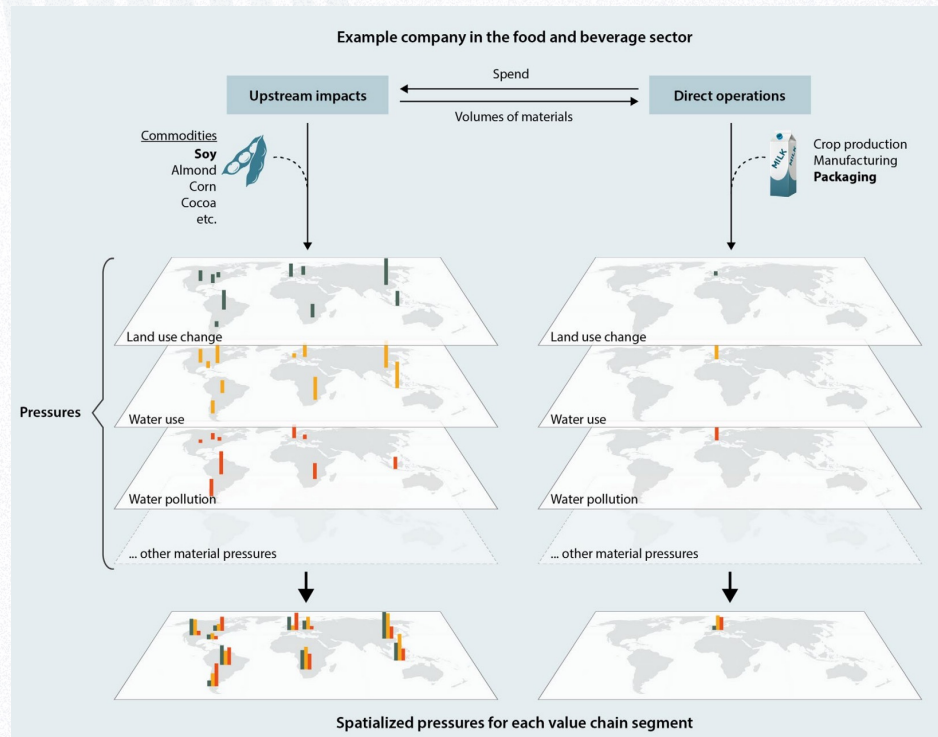 Example company in the food and beverage sector
Spend
Upstream impacts
Direct operations
Volumes of materials
Commodities
Soy
Almond
Corn
Cocoa
etc.
MILK
MILK
Crop production
Manufacturing
Packaging
Pressures
Land use change
Land use change
Water use
Water use
Water pollution
Water pollution
... other material pressures
... other material pressures
Spatialized pressures for each value chain segment